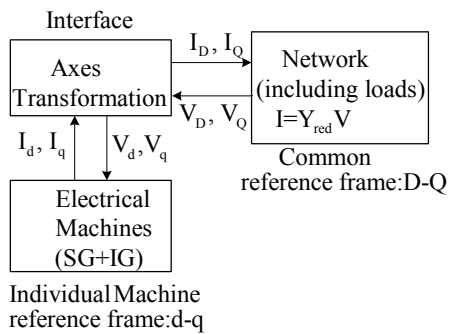 Interface
Axes
Transformation
I_D, I_Q
V_D, V_Q
Network
(including loads)
I=Y_red V
Common
reference frame:D-Q
I_d, I_q
V_d,V_q
Electrical
Machines
(SG+IG)
Individual Machine
reference frame:d-q